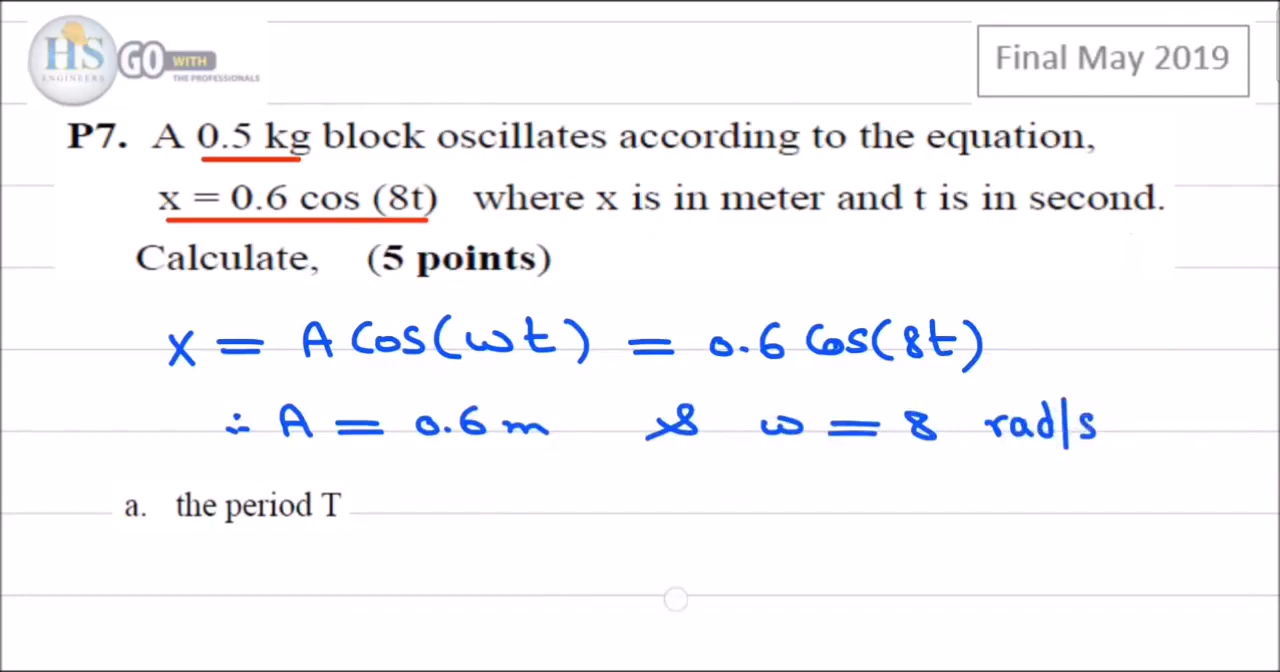 HS
ENGINEERS
GO WITH
THE PROFESSIONALS
Final May 2019
P7. A 0.5 kg block oscillates according to the equation,
x = 0.6 cos (8t) where x is in meter and t is in second.
Calculate, (5 points)
x = A Cos(ωt) = 0.6 Cos(8t)
∴ A = 0.6 m & ω = 8 rad/s
a. the period T